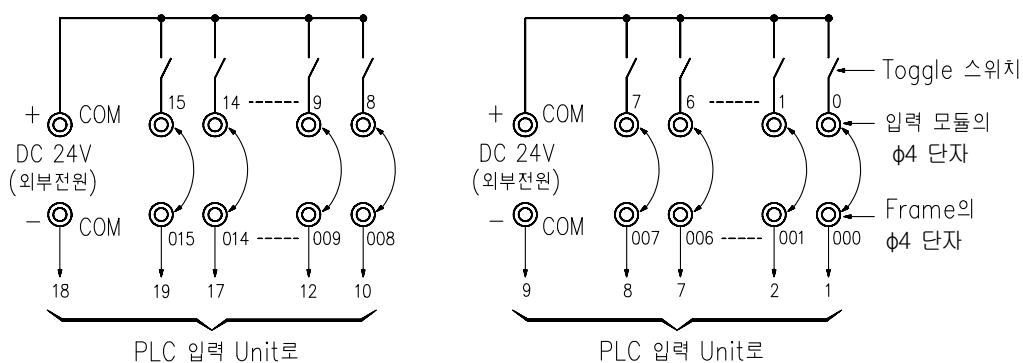 15 14 9 8
+ COM
DC 24V
(외부전원)
− COM
015 014 009 008
18 19 17 12 10
PLC 입력 Unit로
7 6 1 0
+ COM
DC 24V
(외부전원)
− COM
007 006 001 000
9 8 7 2 1
PLC 입력 Unit로
Toggle 스위치
입력 모듈의
ϕ4 단자
Frame의
ϕ4 단자